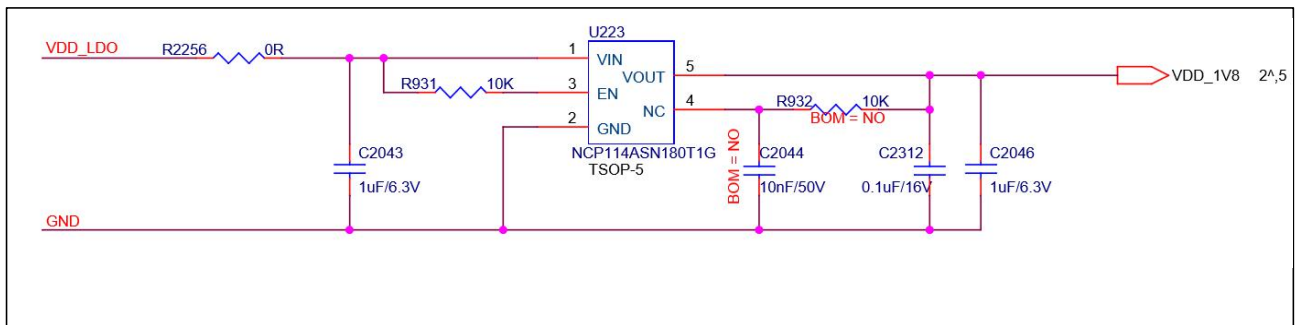 U223
VDD_LDO
R2256
0R
1
VIN
VOUT
5
VDD_1V8
2^,5
R931
10K
3
EN
NC
4
R932
10K
BOM = NO
2
GND
NCP114ASN180T1G
TSOP-5
C2043
1uF/6.3V
BOM = NO
C2044
10nF/50V
C2312
0.1uF/16V
C2046
1uF/6.3V
GND